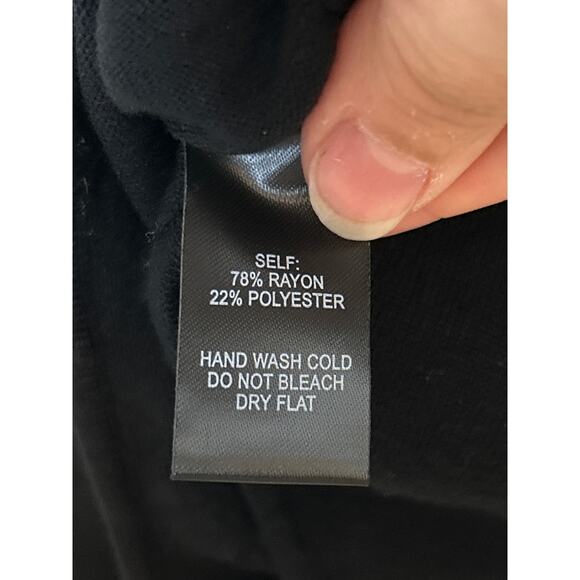 SELF:
78% RAYON
22% POLYESTER
HAND WASH COLD
DO NOT BLEACH
DRY FLAT